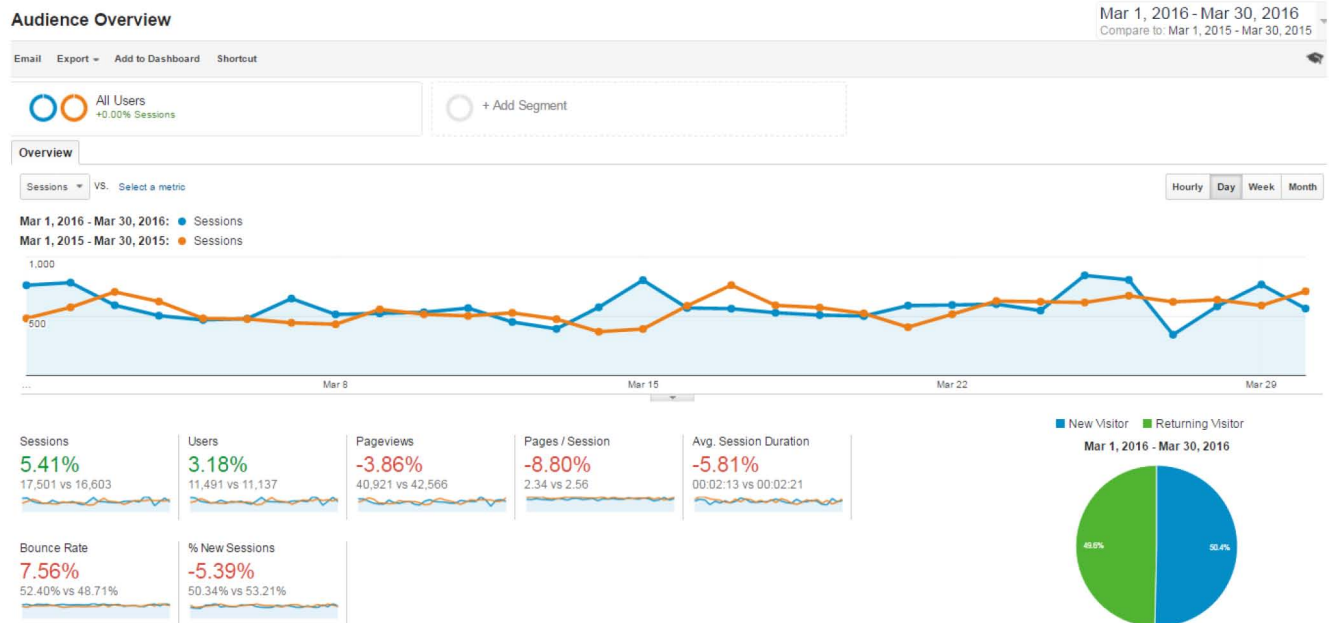 Audience Overview
Mar 1, 2016 - Mar 30, 2016
Compare to: Mar 1, 2015 - Mar 30, 2015
Email Export Add to Dashboard Shortcut
All Users
+0.00% Sessions
+ Add Segment
Overview
Sessions VS. Select a metric
Hourly Day Week Month
Mar 1, 2016 - Mar 30, 2016: Sessions
Mar 1, 2015 - Mar 30, 2015: Sessions
1,000
500
... Mar 8 Mar 15 Mar 22 Mar 29
Sessions
5.41%
17,501 vs 16,603
Users
3.18%
11,491 vs 11,137
Pageviews
-3.86%
40,921 vs 42,566
Pages / Session
-8.80%
2.34 vs 2.56
Avg. Session Duration
-5.81%
00:02:13 vs 00:02:21
Bounce Rate
7.56%
52.40% vs 48.71%
% New Sessions
-5.39%
50.34% vs 53.21%
New Visitor Returning Visitor
Mar 1, 2016 - Mar 30, 2016
49.6%
50.4%